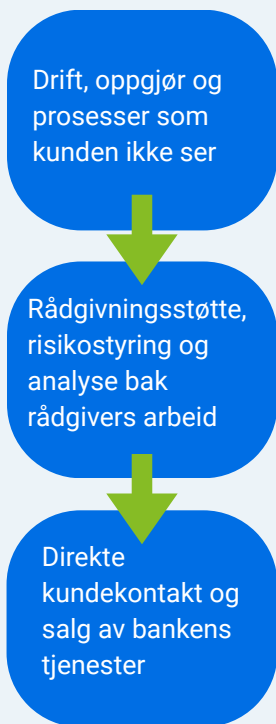 Drift, oppgjør og
prosesser som
kunden ikke ser
Rådgivningsstøtte,
risikostyring og
analyse bak
rådgivers arbeid
Direkte
kundekontakt og
salg av bankens
tjenester